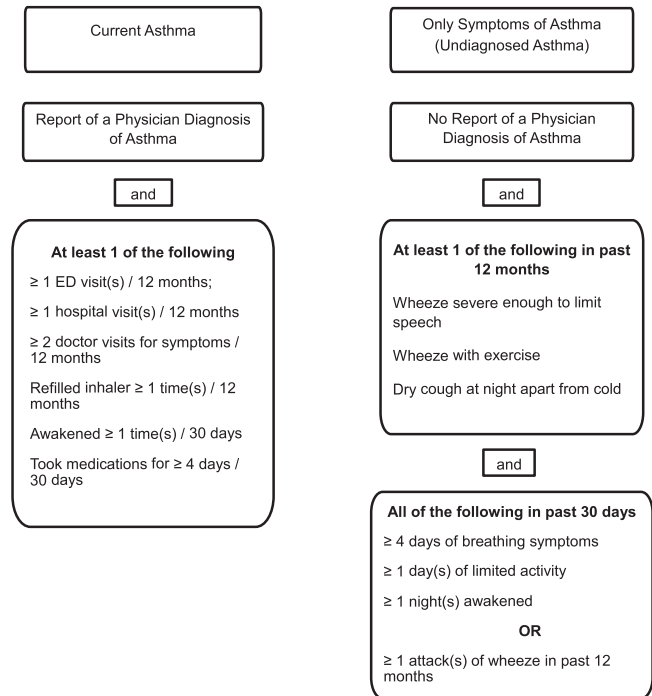 Current Asthma
Report of a Physician Diagnosis
of Asthma
and
At least 1 of the following
≥ 1 ED visit(s) / 12 months;
≥ 1 hospital visit(s) / 12 months
≥ 2 doctor visits for symptoms /
12 months
Refilled inhaler ≥ 1 time(s) / 12
months
Awakened ≥ 1 time(s) / 30 days
Took medications for ≥ 4 days /
30 days
Only Symptoms of Asthma
(Undiagnosed Asthma)
No Report of a Physician
Diagnosis of Asthma
and
At least 1 of the following in past
12 months
Wheeze severe enough to limit
speech
Wheeze with exercise
Dry cough at night apart from cold
and
All of the following in past 30 days
≥ 4 days of breathing symptoms
≥ 1 day(s) of limited activity
≥ 1 night(s) awakened
OR
≥ 1 attack(s) of wheeze in past 12
months